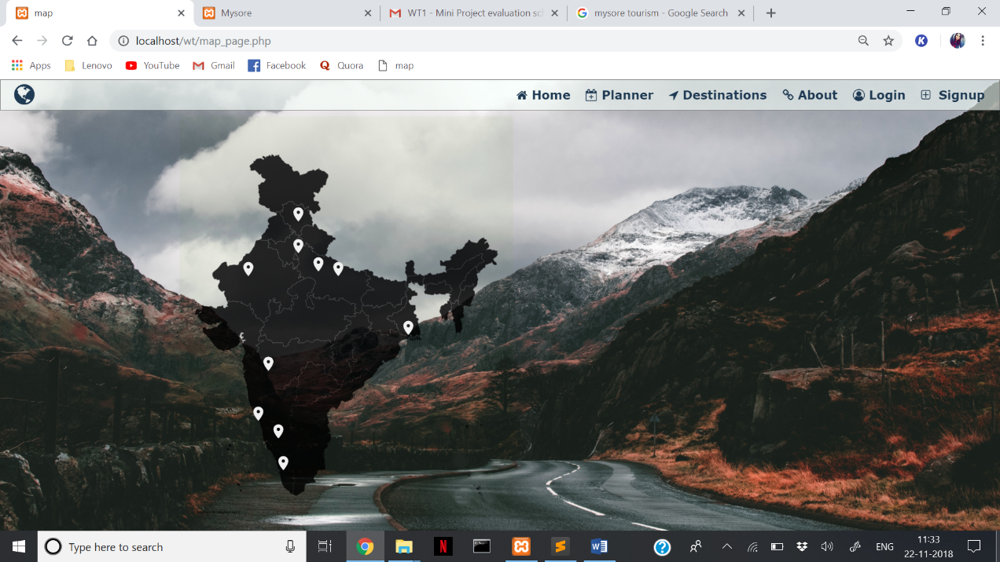 map
Mysore
WT1 - Mini Project evaluation sch
mysore tourism - Google Search
localhost/wt/map_page.php
Apps
Lenovo
YouTube
Gmail
Facebook
Quora
map
Home
Planner
Destinations
About
Login
Signup
Type here to search
ENG
11:33
22-11-2018